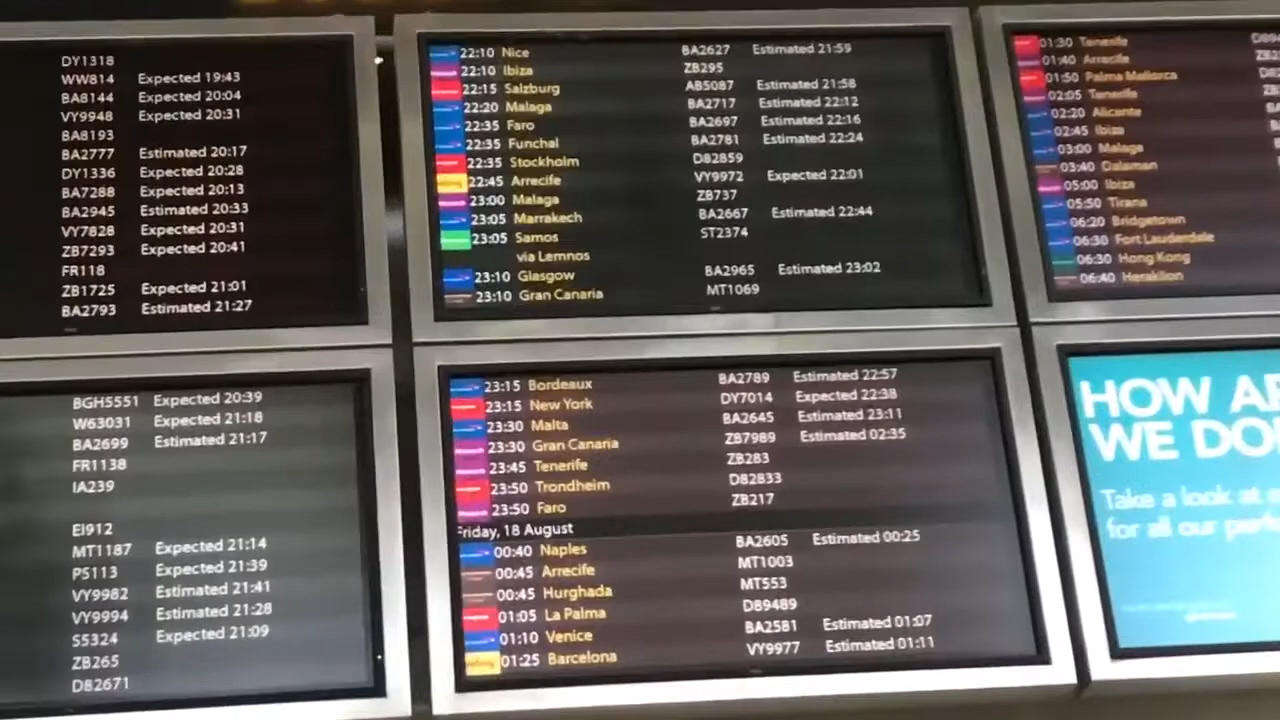 DY1318
WW814 Expected 19:43
BA8144 Expected 20:04
VY9948 Expected 20:31
BA8193
BA2777 Estimated 20:17
DY1336 Expected 20:28
BA7288 Expected 20:13
BA2945 Estimated 20:33
VY7828 Expected 20:31
ZB7293 Expected 20:41
FR118
ZB1725 Expected 21:01
BA2793 Estimated 21:27
22:10 Nice BA2627 Estimated 21:59
22:10 Ibiza ZB295
22:15 Salzburg AB5087 Estimated 21:58
22:20 Malaga BA2717 Estimated 22:12
22:35 Faro BA2697 Estimated 22:16
22:35 Funchal BA2781 Estimated 22:24
22:35 Stockholm D82859
22:45 Arrecife VY9972 Expected 22:01
23:00 Malaga ZB737
23:05 Marrakech BA2667 Estimated 22:44
23:05 Samos ST2374
via Lemnos
23:10 Glasgow BA2965 Estimated 23:02
23:10 Gran Canaria MT1069
01:30 Tenerife
01:40 Arrecife
01:50 Palma Mallorca
02:05 Tenerife
02:20 Alicante
02:45 Ibiza
03:00 Malaga
03:40 Dalaman
05:00 Ibiza
05:50 Tirana
06:20 Bridgetown
06:30 Fort Lauderdale
06:30 Hong Kong
06:40 Heraklion
BGH5551 Expected 20:39
W63031 Expected 21:18
BA2699 Estimated 21:17
FR1138
IA239
EI912
MT1187 Expected 21:14
PS113 Expected 21:39
VY9982 Estimated 21:41
VY9994 Estimated 21:28
S5324 Expected 21:09
ZB265
D82671
23:15 Bordeaux BA2789 Estimated 22:57
23:15 New York DY7014 Expected 22:38
23:30 Malta BA2645 Estimated 23:11
23:30 Gran Canaria ZB7989 Estimated 02:35
23:45 Tenerife ZB283
23:50 Trondheim D82833
23:50 Faro ZB217
Friday, 18 August
00:40 Naples BA2605 Estimated 00:25
00:45 Arrecife MT1003
00:45 Hurghada MT553
01:05 La Palma D89489
01:10 Venice BA2581 Estimated 01:07
01:25 Barcelona VY9977 Estimated 01:11
HOW A
WE DO
Take a look at
for all our